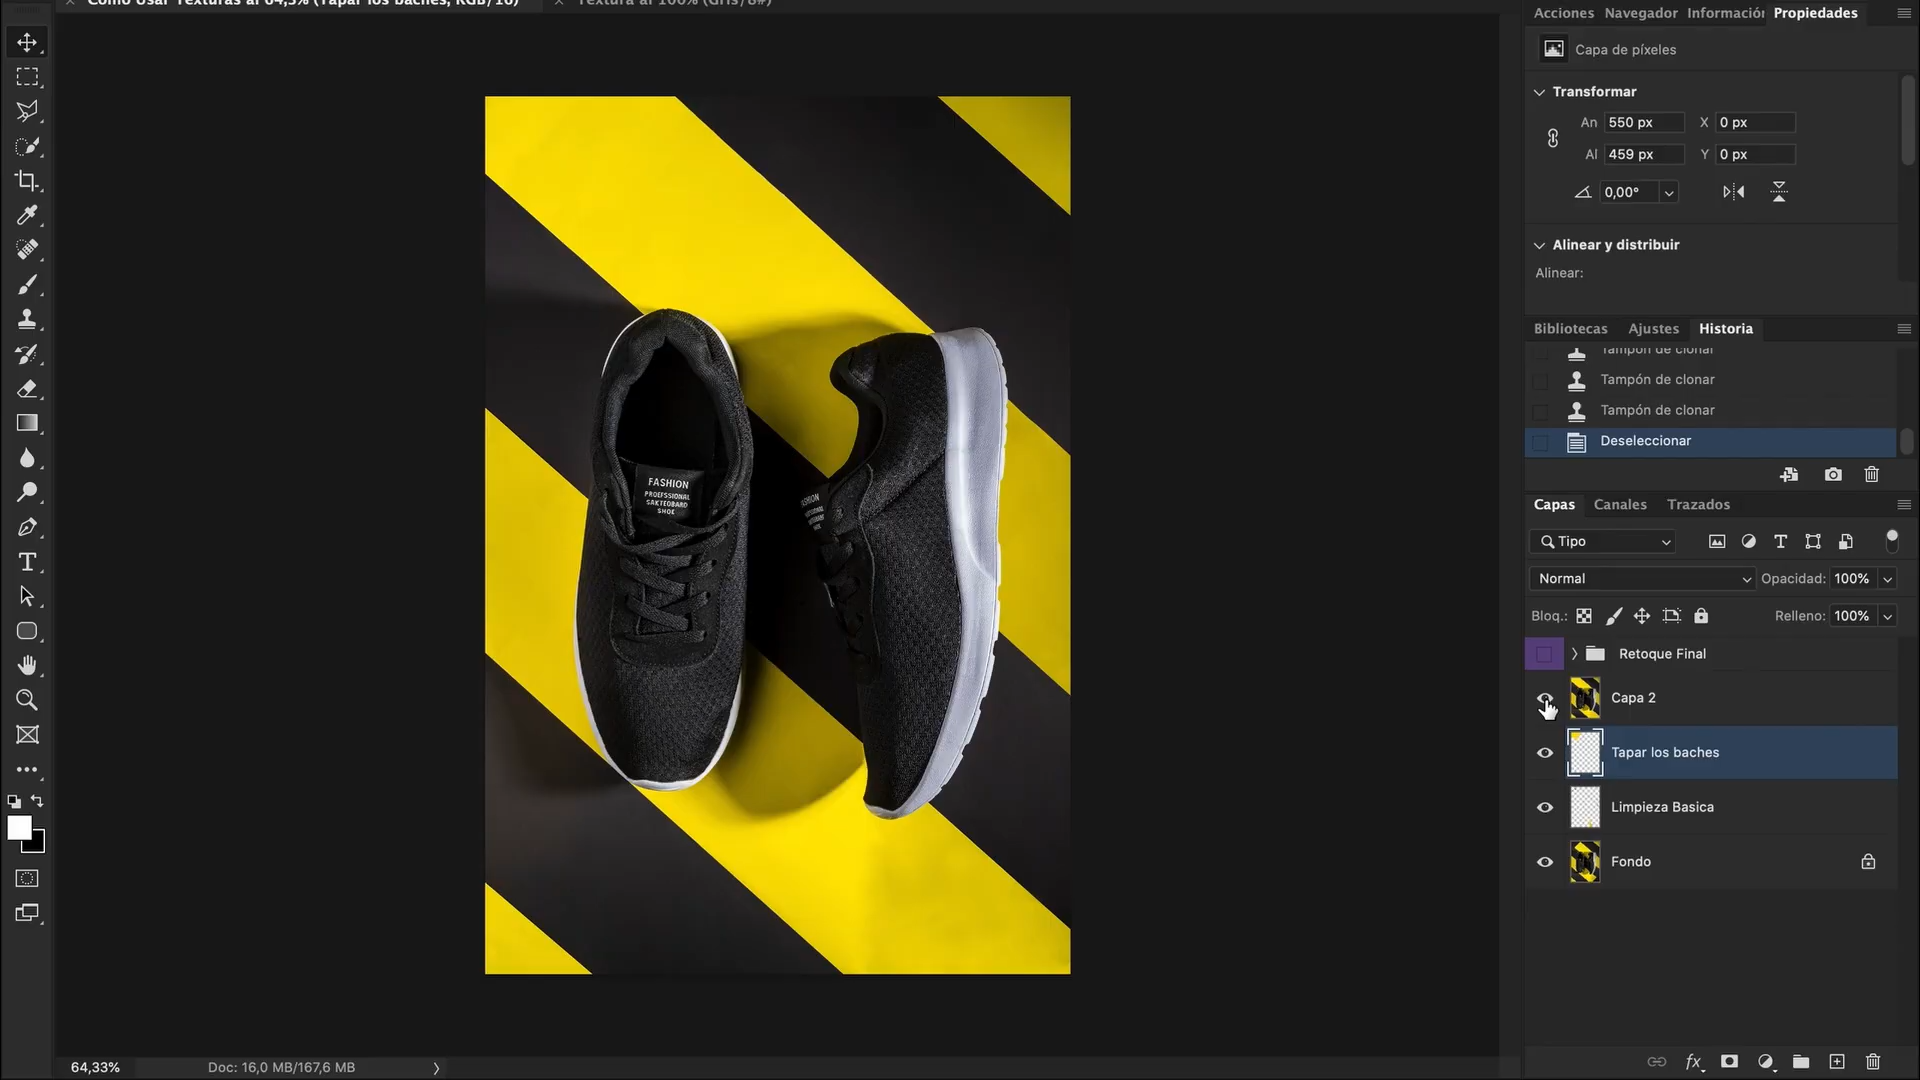 Como Usar Texturas al 64,3% (Tapar los baches, RGB/16)
Textura al 100% (Gris/8#)
Acciones Navegador Información Propiedades
Capa de píxeles
Transformar
An 550 px X 0 px
Al 459 px Y 0 px
0,00°
Alinear y distribuir
Alinear:
Bibliotecas Ajustes Historia
Tampón de clonar
Tampón de clonar
Tampón de clonar
Deseleccionar
Capas Canales Trazados
Tipo
Normal Opacidad: 100%
Bloq.: Relleno: 100%
Retoque Final
Capa 2
Tapar los baches
Limpieza Basica
Fondo
FASHION
PROEFSSIONAL
SAKTEOBARD
SHOE
FASHION
SHOE
64,33% Doc: 16,0 MB/167,6 MB